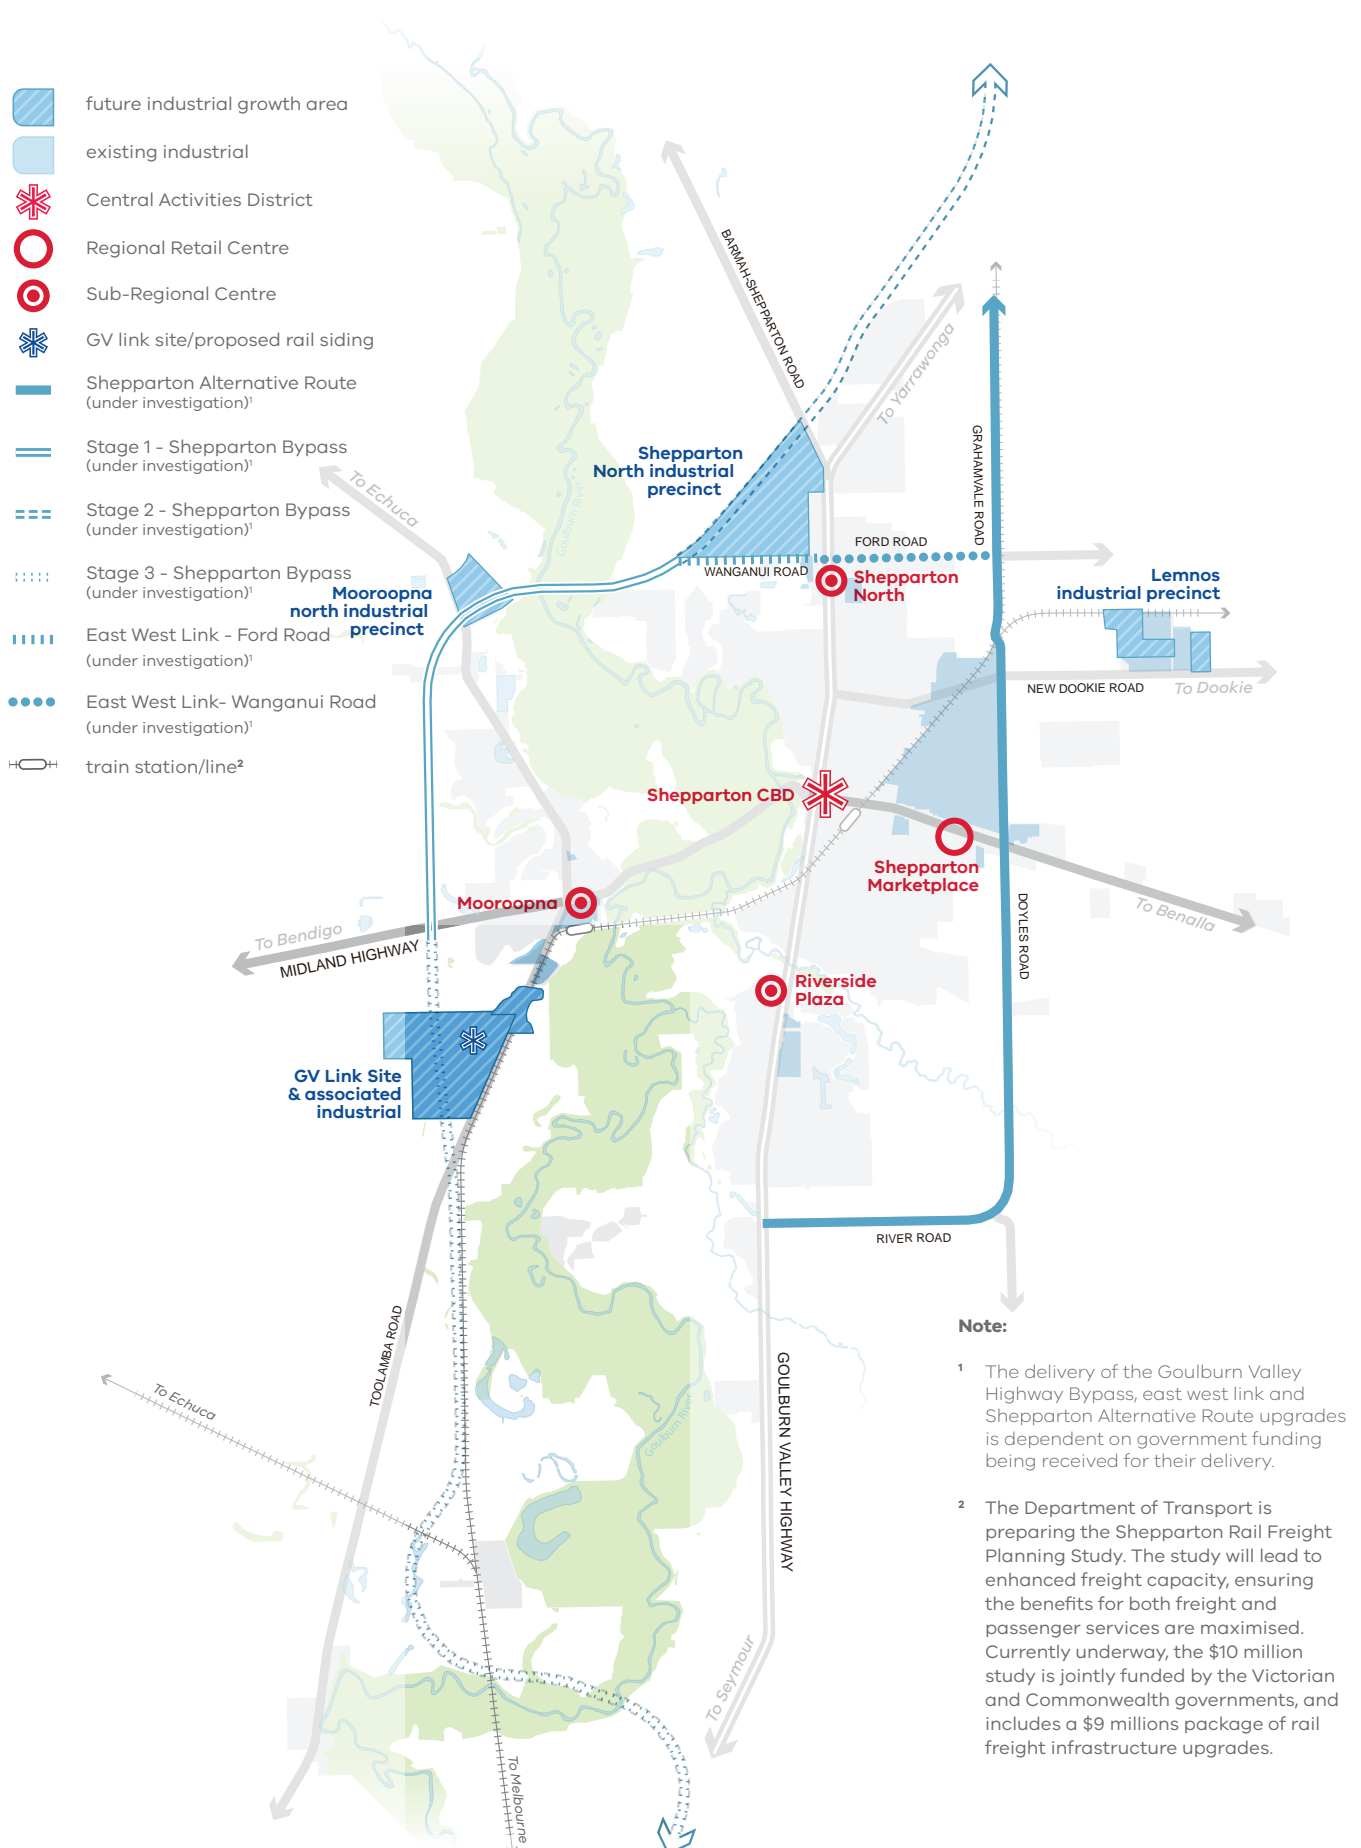 future industrial growth area
existing industrial
Central Activities District
Regional Retail Centre
Sub-Regional Centre
GV link site/proposed rail siding
Shepparton Alternative Route
(under investigation)¹
Stage 1 - Shepparton Bypass
(under investigation)¹
Stage 2 - Shepparton Bypass
(under investigation)¹
Stage 3 - Shepparton Bypass
(under investigation)¹
East West Link - Ford Road
(under investigation)¹
East West Link- Wanganui Road
(under investigation)¹
train station/line²
BARMAH-SHEPPARTON ROAD
To Yarrawonga
GRAHAMVALE ROAD
Shepparton
North industrial
precinct
To Echuca
Goulburn River
FORD ROAD
WANGANUI ROAD
Shepparton
North
Lemnos
industrial precinct
Mooroopna
north industrial
precinct
NEW DOOKIE ROAD
To Dookie
Shepparton CBD
Shepparton
Marketplace
Mooroopna
To Bendigo
MIDLAND HIGHWAY
To Benalla
DOYLES ROAD
Riverside
Plaza
GV Link Site
& associated
industrial
RIVER ROAD
TOOLAMBA ROAD
To Echuca
Goulburn River
GOULBURN VALLEY HIGHWAY
To Seymour
To Melbourne
Note:
¹ The delivery of the Goulburn Valley
Highway Bypass, east west link and
Shepparton Alternative Route upgrades
is dependent on government funding
being received for their delivery.
² The Department of Transport is
preparing the Shepparton Rail Freight
Planning Study. The study will lead to
enhanced freight capacity, ensuring
the benefits for both freight and
passenger services are maximised.
Currently underway, the $10 million
study is jointly funded by the Victorian
and Commonwealth governments, and
includes a $9 millions package of rail
freight infrastructure upgrades.